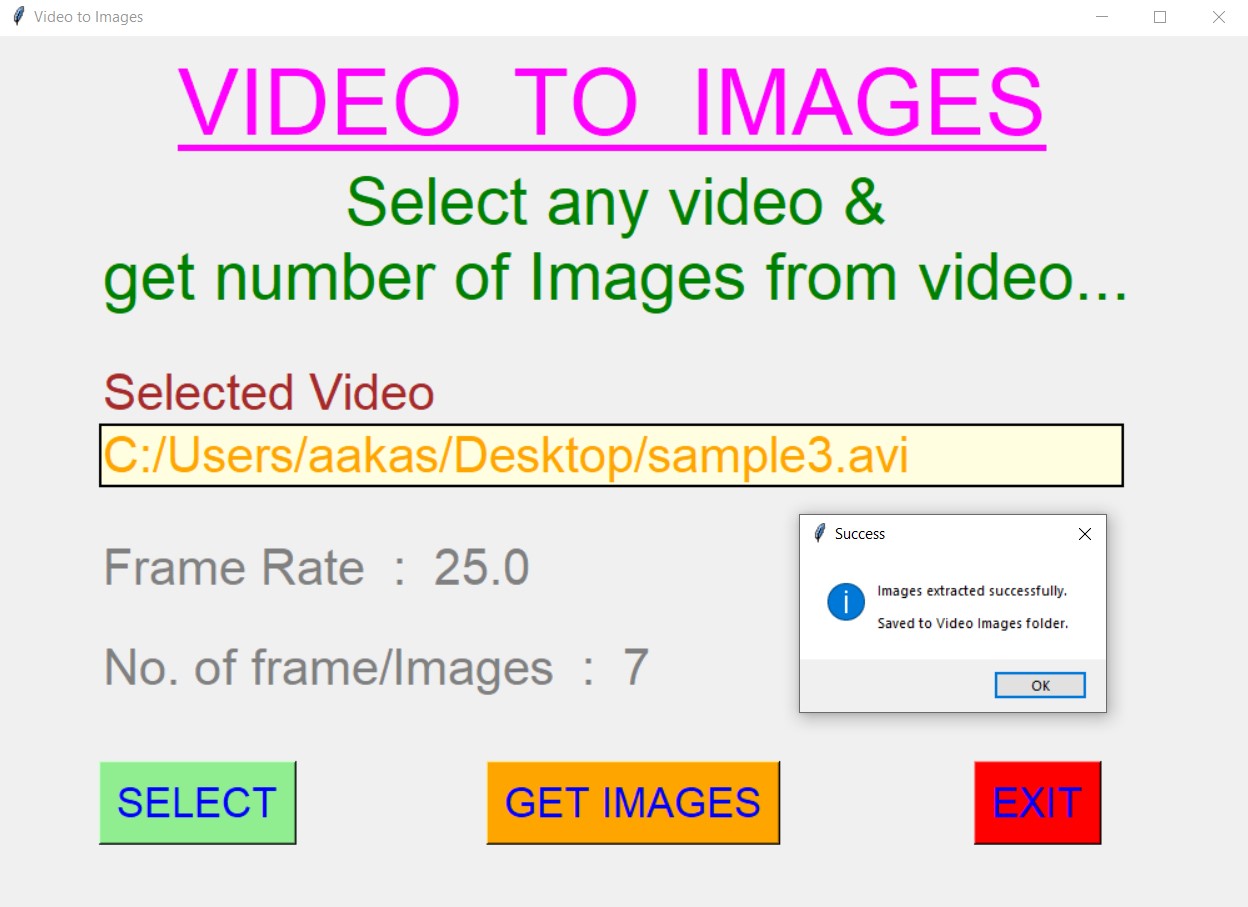 Video to Images
VIDEO TO IMAGES
Select any video &
get number of Images from video...
Selected Video
C:/Users/aakas/Desktop/sample3.avi
Frame Rate : 25.0
No. of frame/Images : 7
Success
Images extracted successfully.
Saved to Video Images folder.
OK
SELECT
GET IMAGES
EXIT